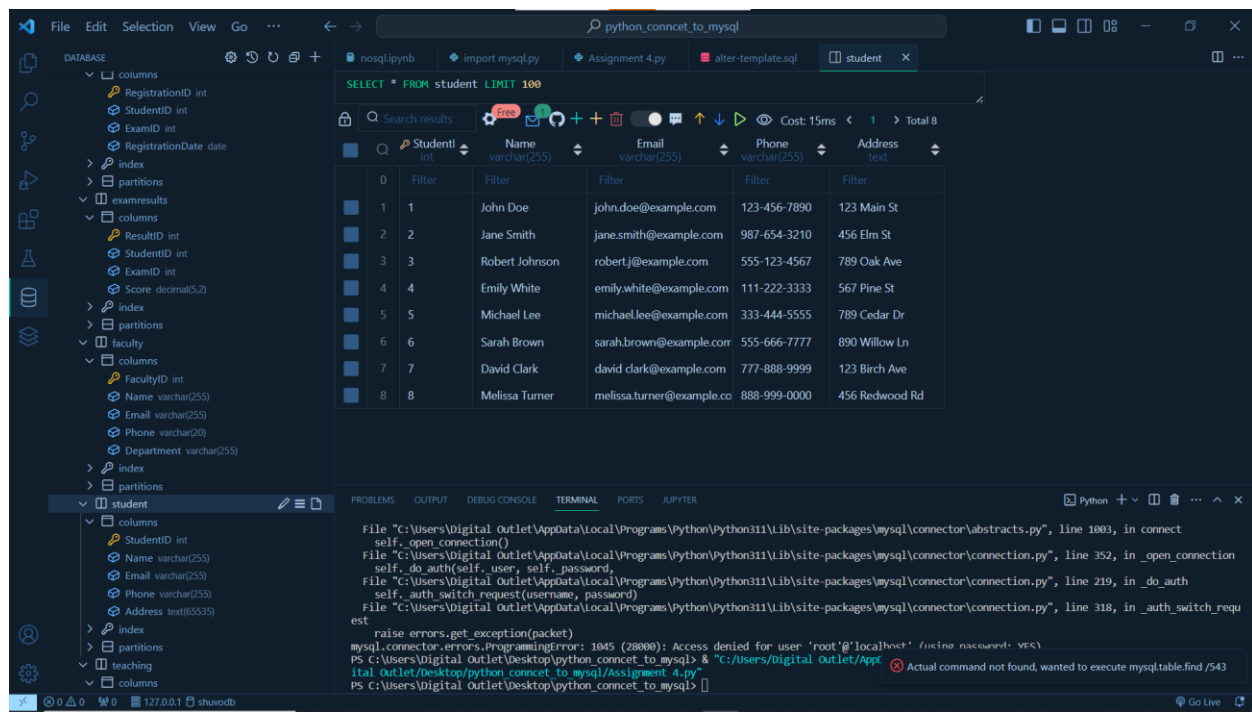 File Edit Selection View Go ··· ← → python_conncet_to_mysql
DATABASE
columns
RegistrationID int
StudentID int
ExamID int
RegistrationDate date
index
partitions
examresults
columns
ResultID int
StudentID int
ExamID int
Score decimal(5,2)
index
partitions
faculty
columns
FacultyID int
Name varchar(255)
Email varchar(255)
Phone varchar(20)
Department varchar(255)
index
partitions
student
columns
StudentID int
Name varchar(255)
Email varchar(255)
Phone varchar(255)
Address text(65535)
index
partitions
teaching
columns
nosql.ipynb import mysql.py Assignment 4.py alter-template.sql student
SELECT * FROM student LIMIT 100
Search results Free 1 Cost: 15ms < 1 > Total 8
StudentI Name Email Phone Address
int varchar(255) varchar(255) varchar(255) text
0 Filter Filter Filter Filter Filter
1 1 John Doe john.doe@example.com 123-456-7890 123 Main St
2 2 Jane Smith jane.smith@example.com 987-654-3210 456 Elm St
3 3 Robert Johnson robert.j@example.com 555-123-4567 789 Oak Ave
4 4 Emily White emily.white@example.com 111-222-3333 567 Pine St
5 5 Michael Lee michael.lee@example.com 333-444-5555 789 Cedar Dr
6 6 Sarah Brown sarah.brown@example.com 555-666-7777 890 Willow Ln
7 7 David Clark david clark@example.com 777-888-9999 123 Birch Ave
8 8 Melissa Turner melissa.turner@example.co 888-999-0000 456 Redwood Rd
PROBLEMS OUTPUT DEBUG CONSOLE TERMINAL PORTS JUPYTER Python
File "C:\Users\Digital Outlet\AppData\Local\Programs\Python\Python311\Lib\site-packages\mysql\connector\abstracts.py", line 1003, in connect
self._open_connection()
File "C:\Users\Digital Outlet\AppData\Local\Programs\Python\Python311\Lib\site-packages\mysql\connector\connection.py", line 352, in _open_connection
self._do_auth(self._user, self._password,
File "C:\Users\Digital Outlet\AppData\Local\Programs\Python\Python311\Lib\site-packages\mysql\connector\connection.py", line 219, in _do_auth
self._auth_switch_request(username, password)
File "C:\Users\Digital Outlet\AppData\Local\Programs\Python\Python311\Lib\site-packages\mysql\connector\connection.py", line 318, in _auth_switch_requ
est
raise errors.get_exception(packet)
mysql.connector.errors.ProgrammingError: 1045 (28000): Access denied for user 'root'@'localhost' (using password: YES)
PS C:\Users\Digital Outlet\Desktop\python_conncet_to_mysql> & "C:/Users/Digital Outlet/App
ital Outlet/Desktop/python_conncet_to_mysql/Assignment 4.py"
PS C:\Users\Digital Outlet\Desktop\python_conncet_to_mysql>
Actual command not found, wanted to execute mysql.table.find /543
0 0 0 127.0.0.1 shuvodb Go Live